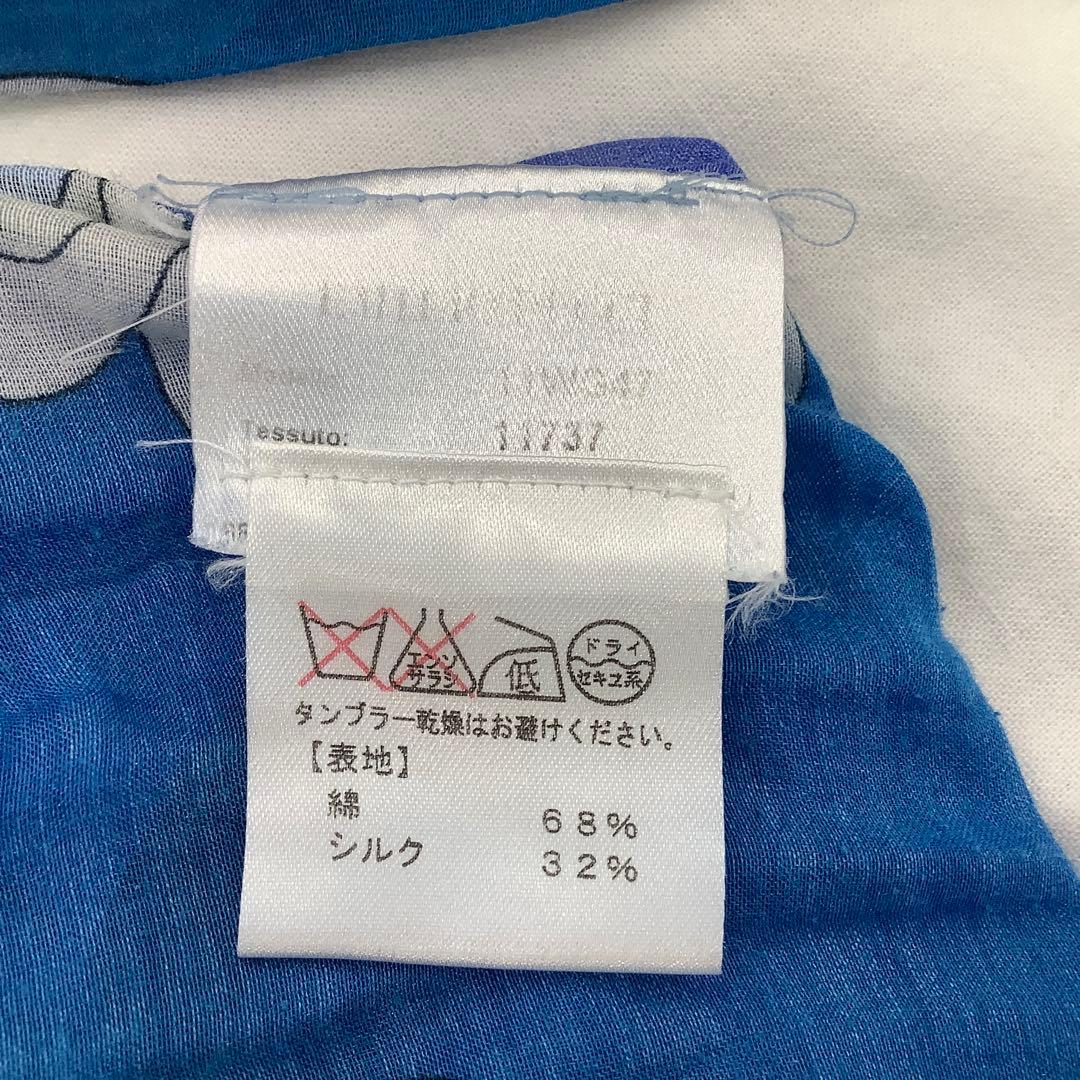 Tessuto: 11737
エンソ
サラシ
低
ドライ
セキユ系
タンブラー乾燥はお避けください。
【表地】
綿 68%
シルク 32%